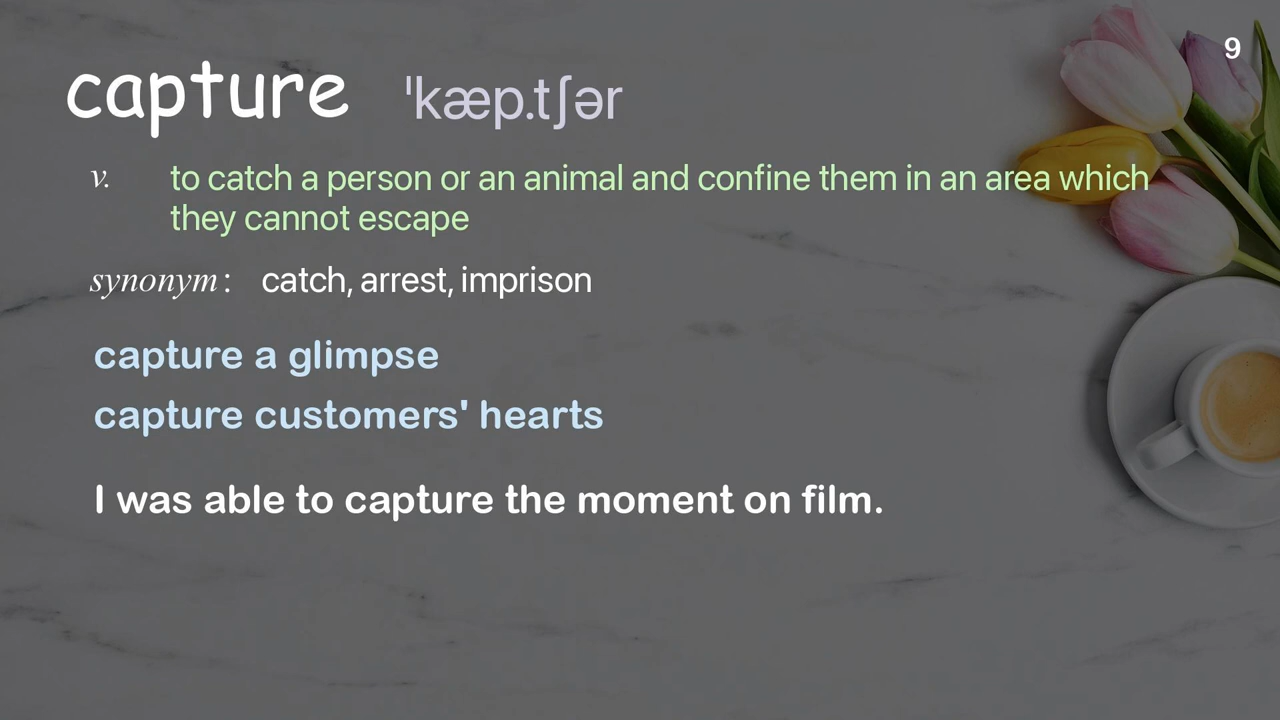 9
capture ˈkæp.tʃər
v. to catch a person or an animal and confine them in an area which
they cannot escape
synonym: catch, arrest, imprison
capture a glimpse
capture customers' hearts
I was able to capture the moment on film.